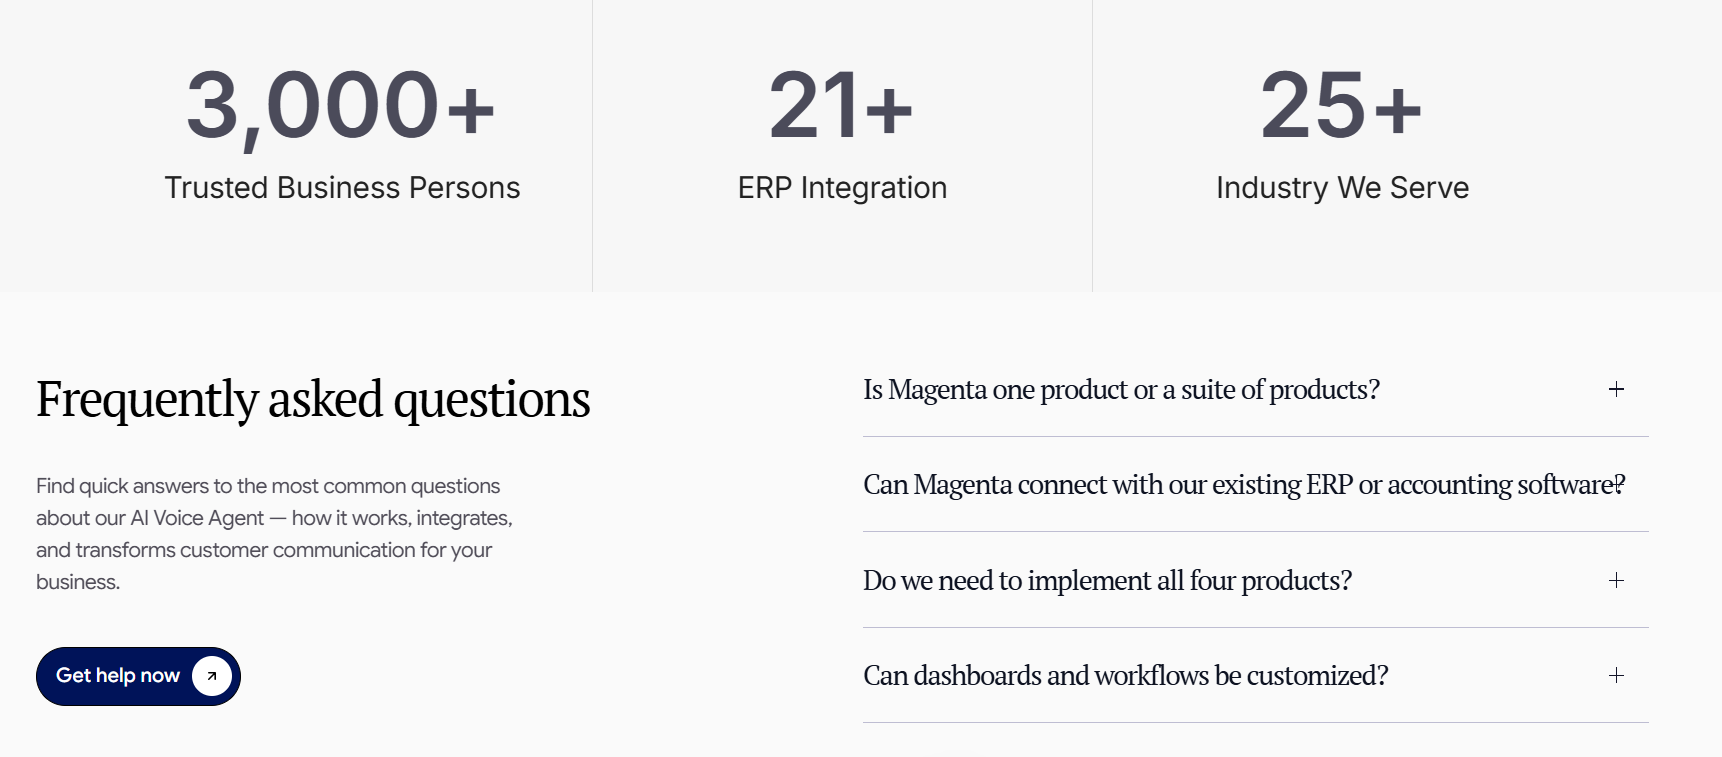 3,000+
Trusted Business Persons
21+
ERP Integration
25+
Industry We Serve
Frequently asked questions
Find quick answers to the most common questions
about our AI Voice Agent — how it works, integrates,
and transforms customer communication for your
business.
Get help now
Is Magenta one product or a suite of products?
Can Magenta connect with our existing ERP or accounting software?
Do we need to implement all four products?
Can dashboards and workflows be customized?